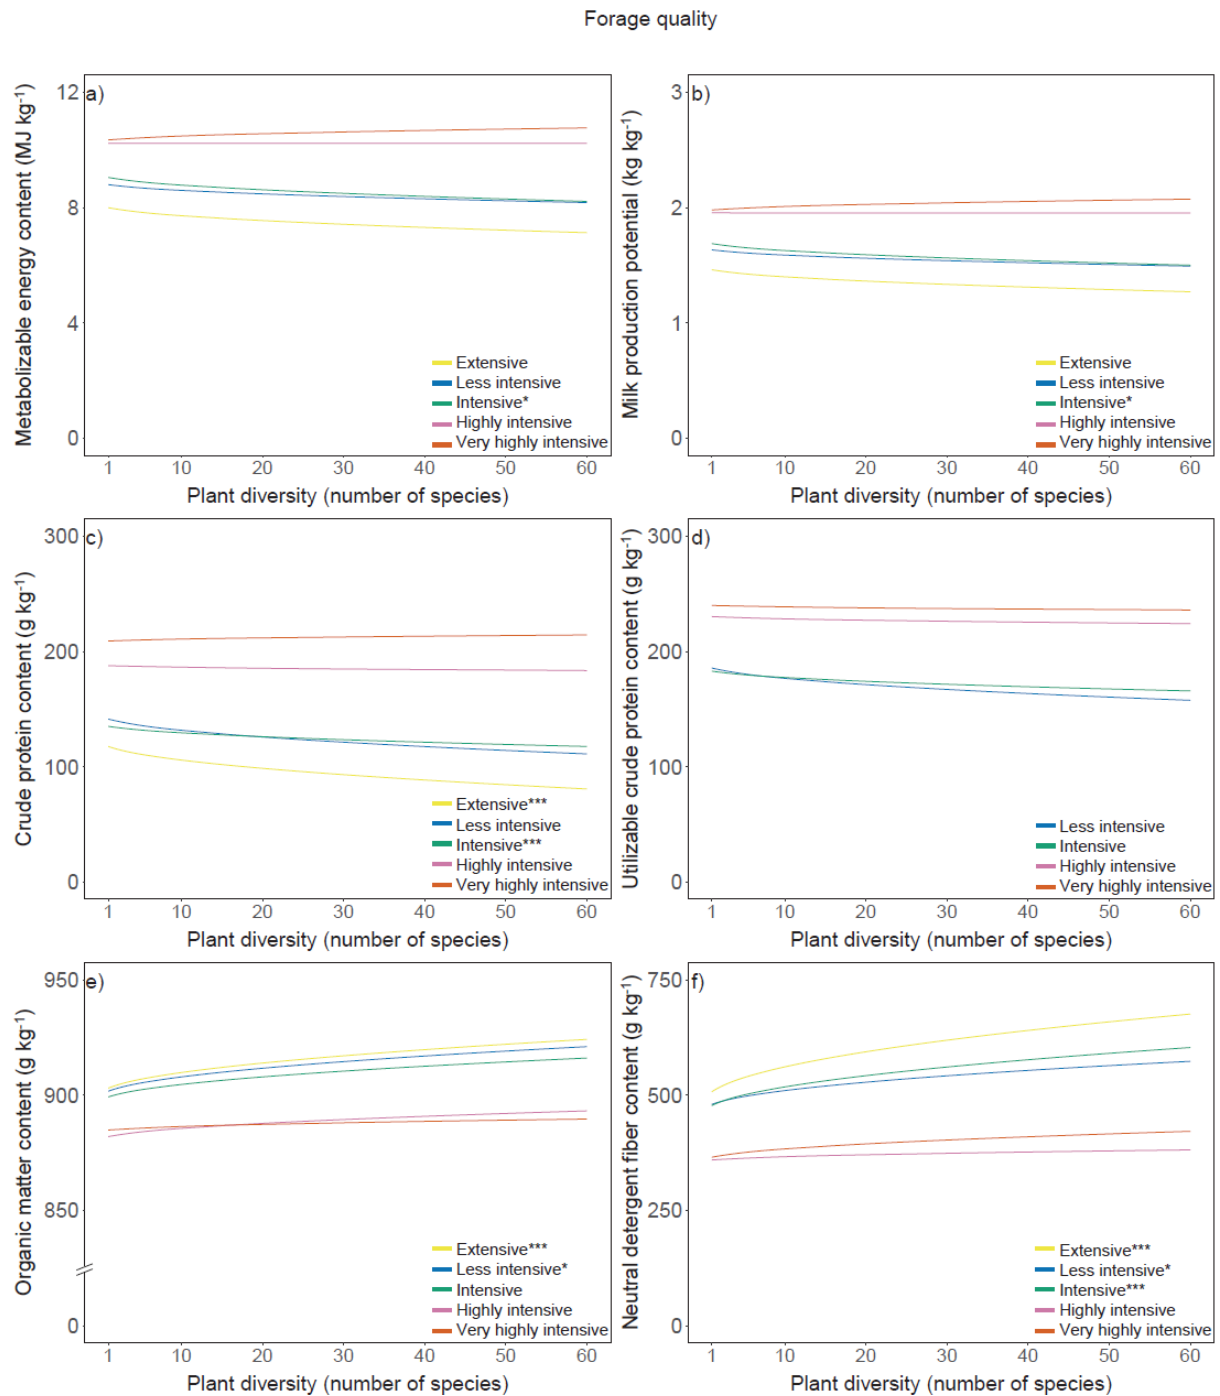 Forage quality
a)
Metabolizable energy content (MJ kg-1)
12
8
4
0
Extensive
Less intensive
Intensive*
Highly intensive
Very highly intensive
1 10 20 30 40 50 60
Plant diversity (number of species)
b)
Milk production potential (kg kg-1)
3
2
1
0
Extensive
Less intensive
Intensive*
Highly intensive
Very highly intensive
1 10 20 30 40 50 60
Plant diversity (number of species)
c)
Crude protein content (g kg-1)
300
200
100
0
Extensive***
Less intensive
Intensive***
Highly intensive
Very highly intensive
1 10 20 30 40 50 60
Plant diversity (number of species)
d)
Utilizable crude protein content (g kg-1)
300
200
100
0
Less intensive
Intensive
Highly intensive
Very highly intensive
1 10 20 30 40 50 60
Plant diversity (number of species)
e)
Organic matter content (g kg-1)
950
900
850
0
Extensive***
Less intensive*
Intensive
Highly intensive
Very highly intensive
1 10 20 30 40 50 60
Plant diversity (number of species)
f)
Neutral detergent fiber content (g kg-1)
750
500
250
0
Extensive***
Less intensive*
Intensive***
Highly intensive
Very highly intensive
1 10 20 30 40 50 60
Plant diversity (number of species)